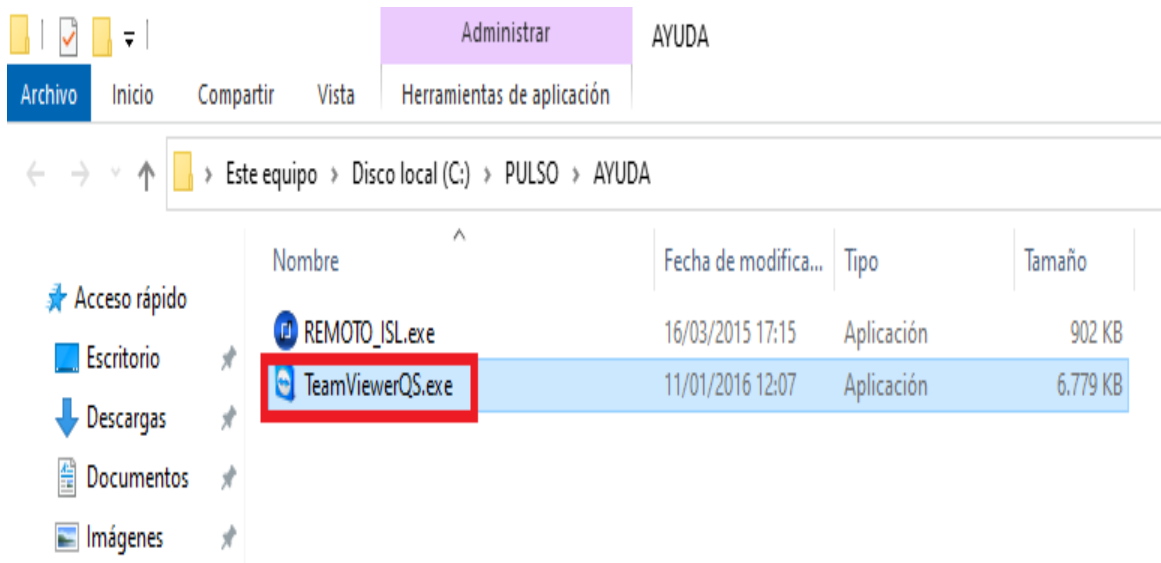 Administrar AYUDA
Archivo Inicio Compartir Vista Herramientas de aplicación
Este equipo > Disco local (C:) > PULSO > AYUDA
Nombre Fecha de modifica... Tipo Tamaño
Acceso rápido
REMOTO_ISL.exe 16/03/2015 17:15 Aplicación 902 KB
Escritorio
TeamViewerQS.exe 11/01/2016 12:07 Aplicación 6.779 KB
Descargas
Documentos
Imágenes